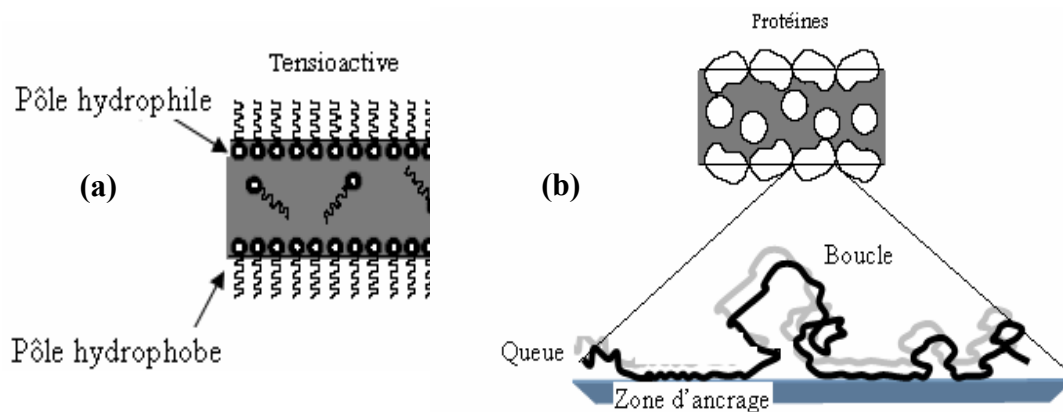 Tensioactive
Pôle hydrophile
(a)
Pôle hydrophobe
Protéines
(b)
Boucle
Queue
Zone d'ancrage